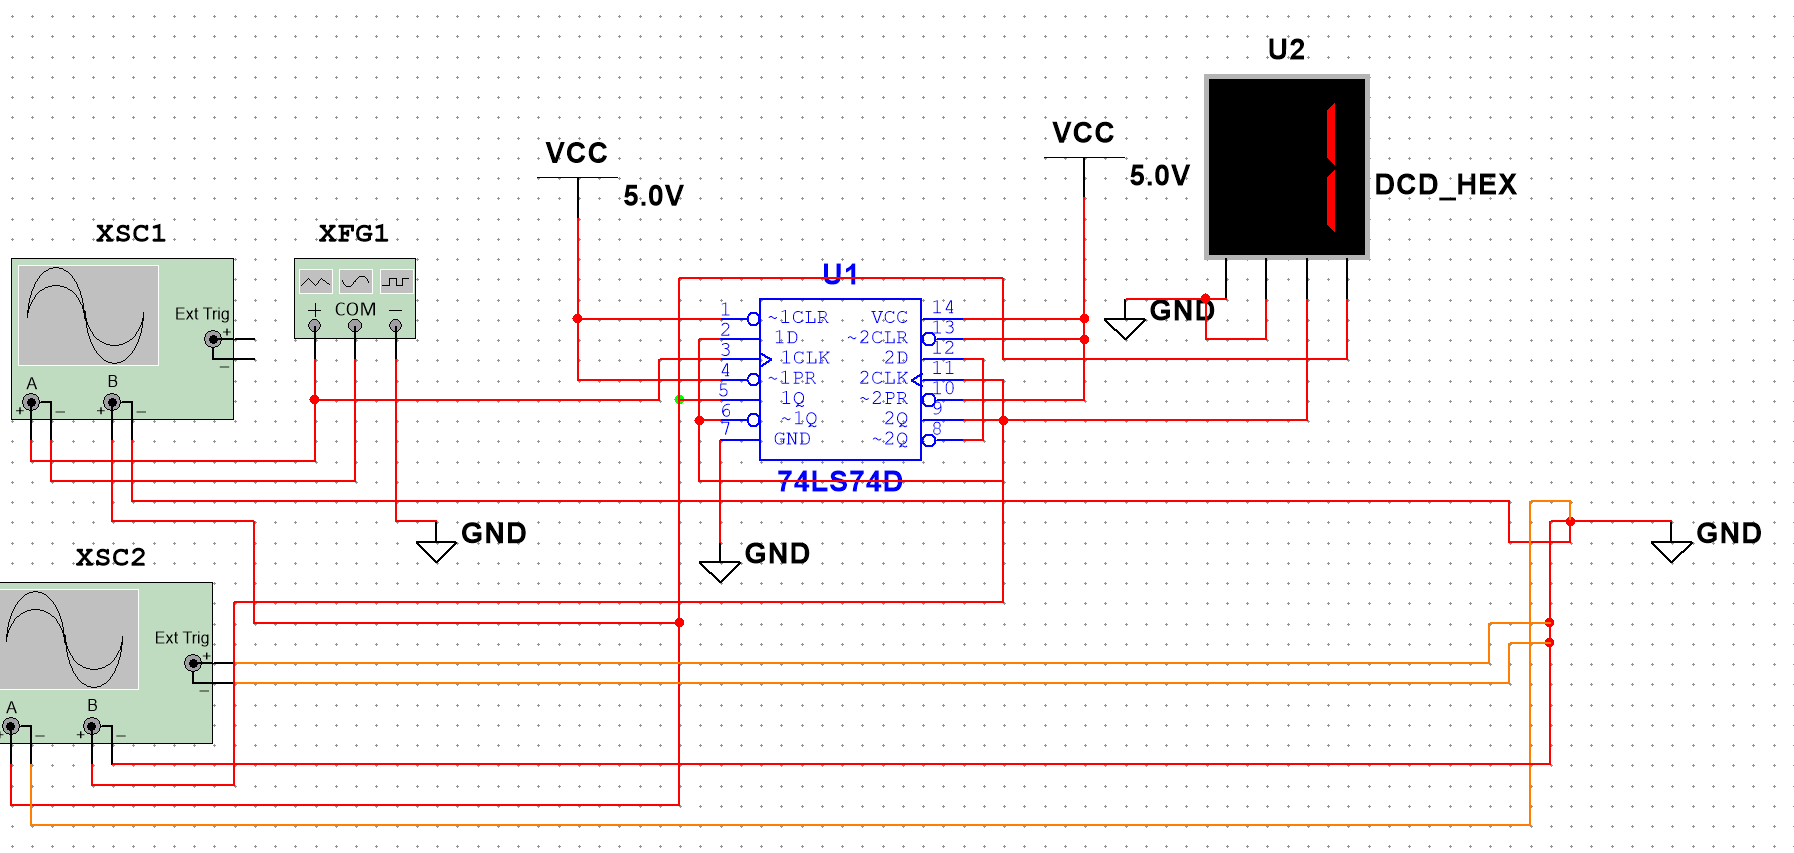 U2
VCC
5.0V
VCC
5.0V
DCD_HEX
XSC1
XFG1
Ext Trig
+
−
A
B
+
−
+
−
+
COM
−
U1
1
~1CLR
VCC
14
2
1D
~2CLR
13
3
1CLK
2D
12
4
~1PR
2CLK
11
5
1Q
~2PR
10
6
~1Q
2Q
9
7
GND
~2Q
8
74LS74D
GND
GND
GND
GND
XSC2
Ext Trig
+
−
A
B
+
−
+
−